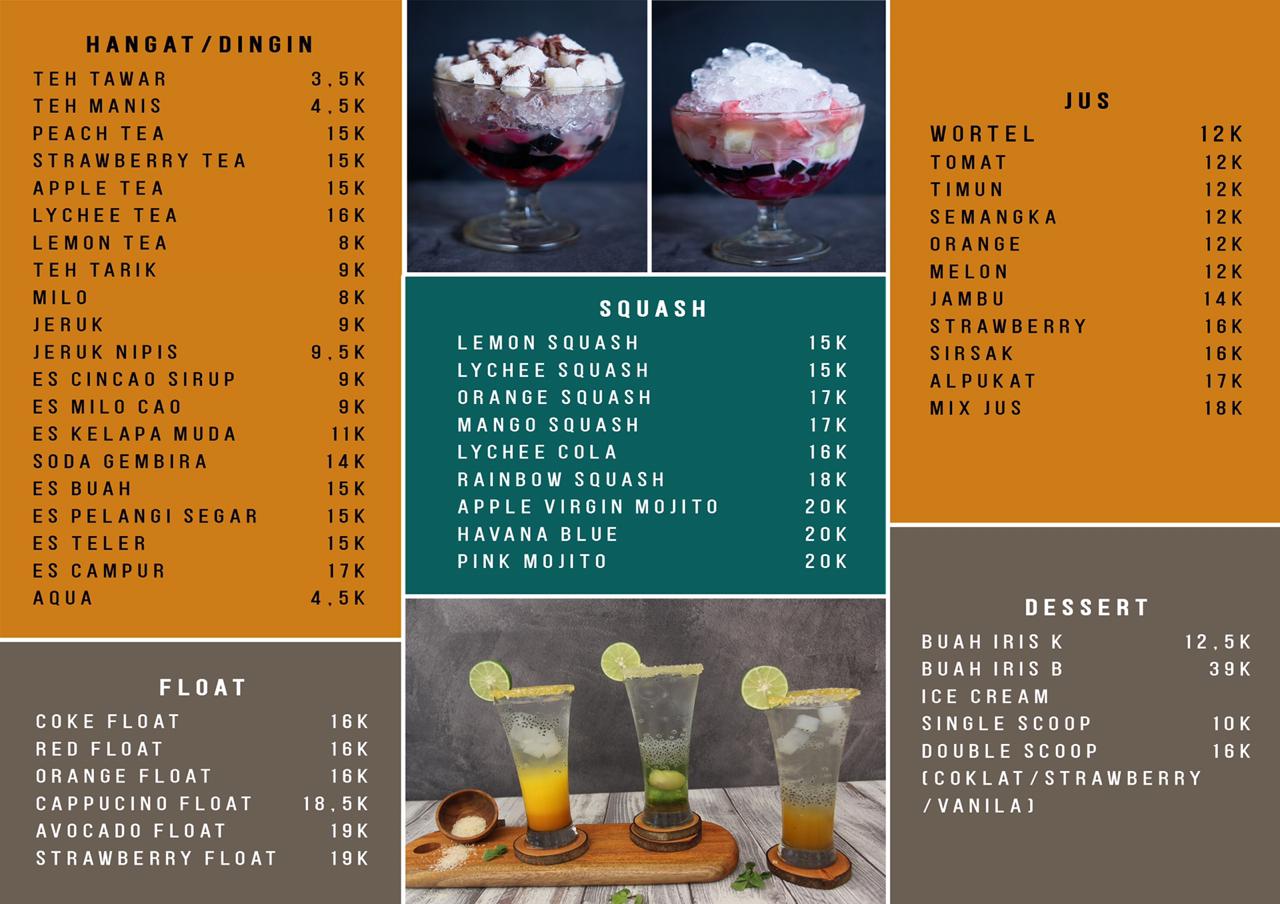 HANGAT/DINGIN
TEH TAWAR 3,5K
TEH MANIS 4,5K
PEACH TEA 15K
STRAWBERRY TEA 15K
APPLE TEA 15K
LYCHEE TEA 16K
LEMON TEA 8K
TEH TARIK 9K
MILO 8K
JERUK 9K
JERUK NIPIS 9,5K
ES CINCAO SIRUP 9K
ES MILO CAO 9K
ES KELAPA MUDA 11K
SODA GEMBIRA 14K
ES BUAH 15K
ES PELANGI SEGAR 15K
ES TELER 15K
ES CAMPUR 17K
AQUA 4,5K
FLOAT
COKE FLOAT 16K
RED FLOAT 16K
ORANGE FLOAT 16K
CAPPUCINO FLOAT 18,5K
AVOCADO FLOAT 19K
STRAWBERRY FLOAT 19K
SQUASH
LEMON SQUASH 15K
LYCHEE SQUASH 15K
ORANGE SQUASH 17K
MANGO SQUASH 17K
LYCHEE COLA 16K
RAINBOW SQUASH 18K
APPLE VIRGIN MOJITO 20K
HAVANA BLUE 20K
PINK MOJITO 20K
JUS
WORTEL 12K
TOMAT 12K
TIMUN 12K
SEMANGKA 12K
ORANGE 12K
MELON 12K
JAMBU 14K
STRAWBERRY 16K
SIRSAK 16K
ALPUKAT 17K
MIX JUS 18K
DESSERT
BUAH IRIS K 12,5K
BUAH IRIS B 39K
ICE CREAM
SINGLE SCOOP 10K
DOUBLE SCOOP 16K
(COKLAT/STRAWBERRY
/VANILA)